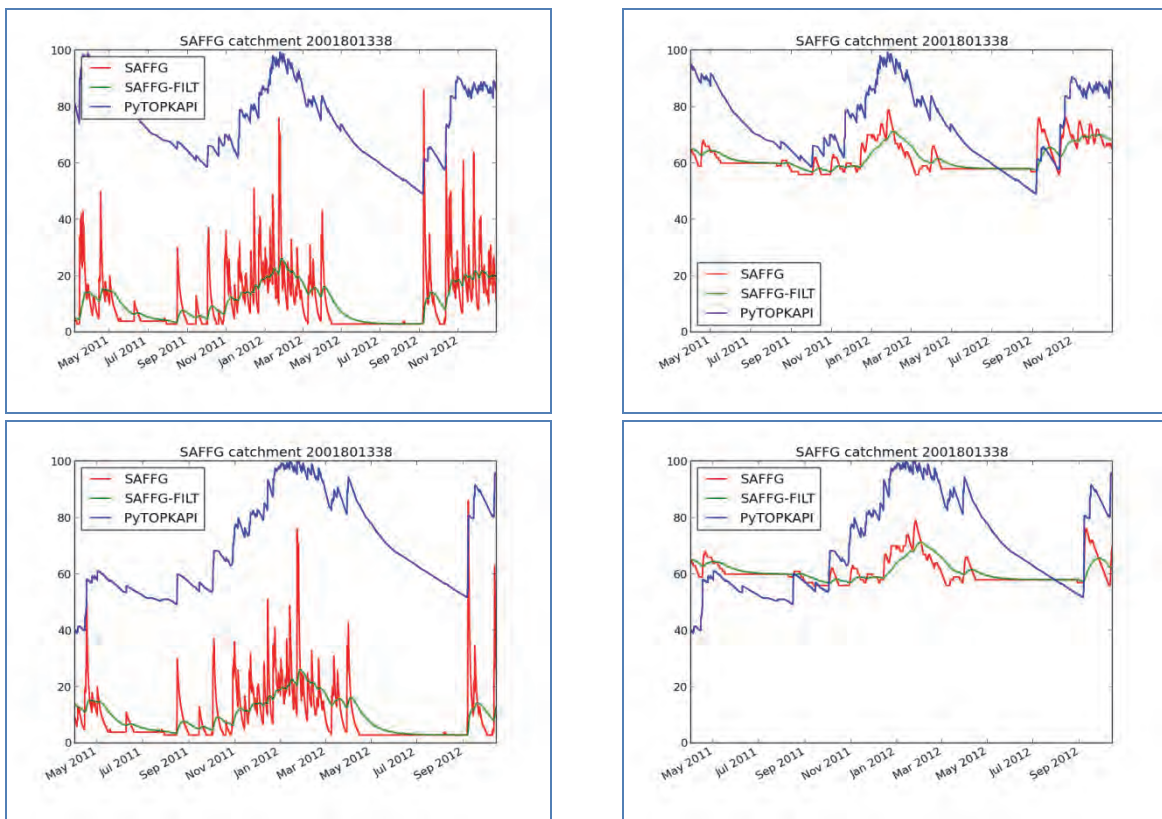 SAFFG catchment 2001801338
100
80
60
40
20
0
SAFFG
SAFFG-FILT
PyTOPKAPI
May 2011
Jul 2011
Sep 2011
Nov 2011
Jan 2012
Mar 2012
May 2012
Jul 2012
Sep 2012
Nov 2012
SAFFG catchment 2001801338
100
80
60
40
20
0
SAFFG
SAFFG-FILT
PyTOPKAPI
May 2011
Jul 2011
Sep 2011
Nov 2011
Jan 2012
Mar 2012
May 2012
Jul 2012
Sep 2012
Nov 2012
SAFFG catchment 2001801338
100
80
60
40
20
0
SAFFG
SAFFG-FILT
PyTOPKAPI
May 2011
Jul 2011
Sep 2011
Nov 2011
Jan 2012
Mar 2012
May 2012
Jul 2012
Sep 2012
SAFFG catchment 2001801338
100
80
60
40
20
0
SAFFG
SAFFG-FILT
PyTOPKAPI
May 2011
Jul 2011
Sep 2011
Nov 2011
Jan 2012
Mar 2012
May 2012
Jul 2012
Sep 2012